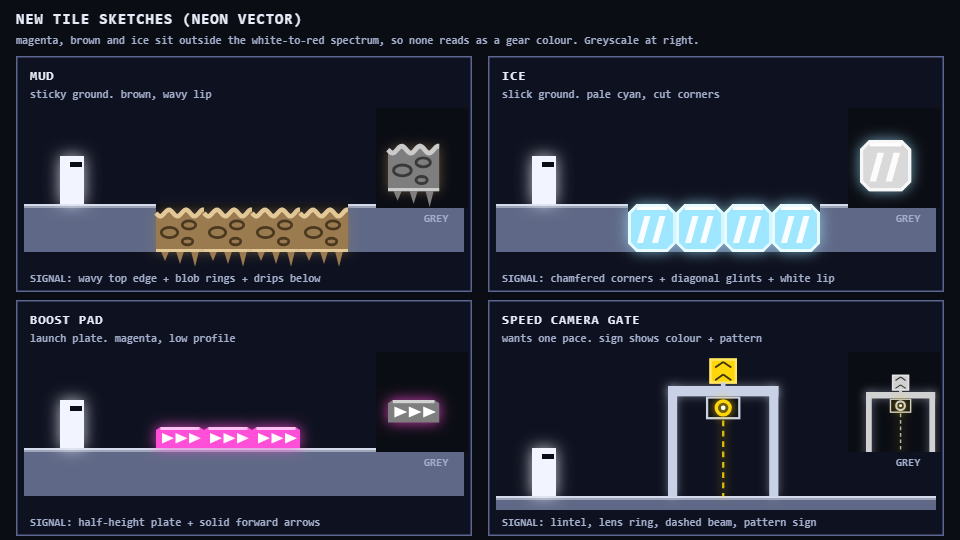 NEW TILE SKETCHES (NEON VECTOR)
magenta, brown and ice sit outside the white-to-red spectrum, so none reads as a gear colour. Greyscale at right.
MUD
sticky ground. brown, wavy lip
GREY
SIGNAL: wavy top edge + blob rings + drips below
ICE
slick ground. pale cyan, cut corners
GREY
SIGNAL: chamfered corners + diagonal glints + white lip
BOOST PAD
launch plate. magenta, low profile
GREY
SIGNAL: half-height plate + solid forward arrows
SPEED CAMERA GATE
wants one pace. sign shows colour + pattern
GREY
SIGNAL: lintel, lens ring, dashed beam, pattern sign